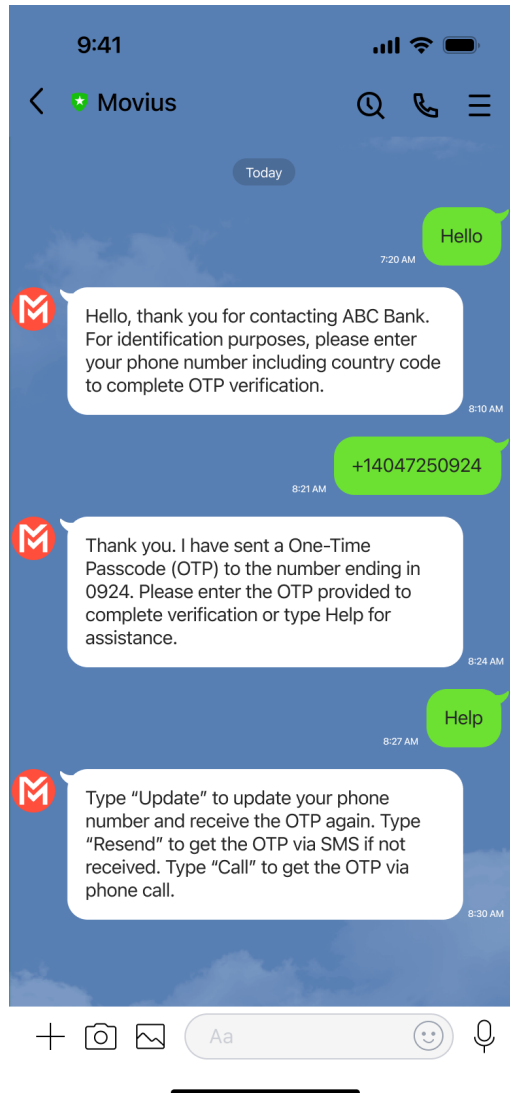 9:41
Movius
Today
Hello
7:20 AM
Hello, thank you for contacting ABC Bank.
For identification purposes, please enter
your phone number including country code
to complete OTP verification.
8:10 AM
+14047250924
8:21 AM
Thank you. I have sent a One-Time
Passcode (OTP) to the number ending in
0924. Please enter the OTP provided to
complete verification or type Help for
assistance.
8:24 AM
Help
8:27 AM
Type “Update” to update your phone
number and receive the OTP again. Type
“Resend” to get the OTP via SMS if not
received. Type “Call” to get the OTP via
phone call.
8:30 AM
Aa